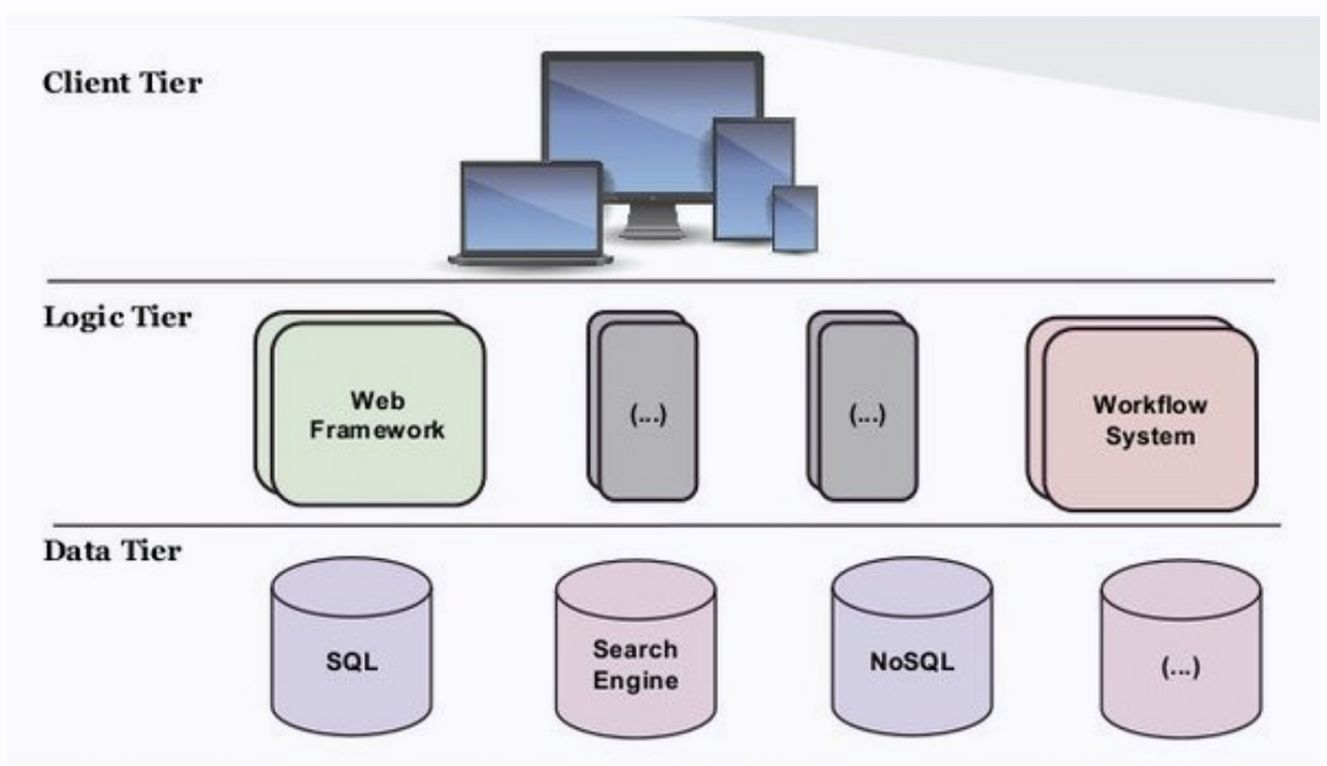 Client Tier
Logic Tier
Web
Framework
(...)
(...)
Workflow
System
Data Tier
SQL
Search
Engine
NoSQL
(...)